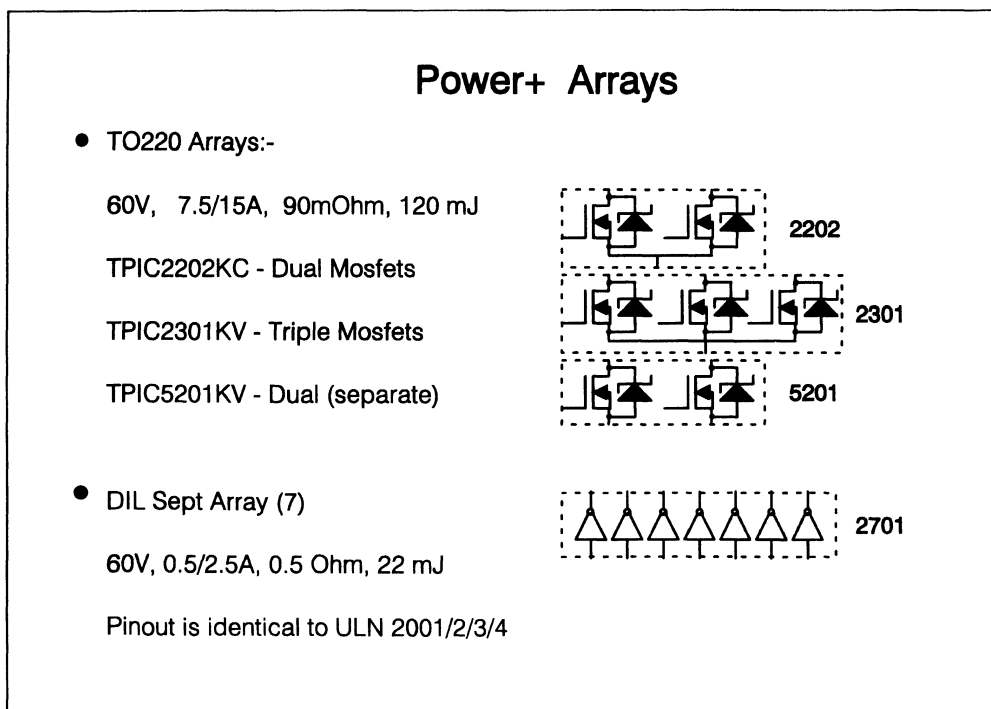 Power+ Arrays
● TO220 Arrays:-
60V, 7.5/15A, 90mOhm, 120 mJ
TPIC2202KC - Dual Mosfets
TPIC2301KV - Triple Mosfets
TPIC5201KV - Dual (separate)
2202
2301
5201
● DIL Sept Array (7)
60V, 0.5/2.5A, 0.5 Ohm, 22 mJ
Pinout is identical to ULN 2001/2/3/4
2701